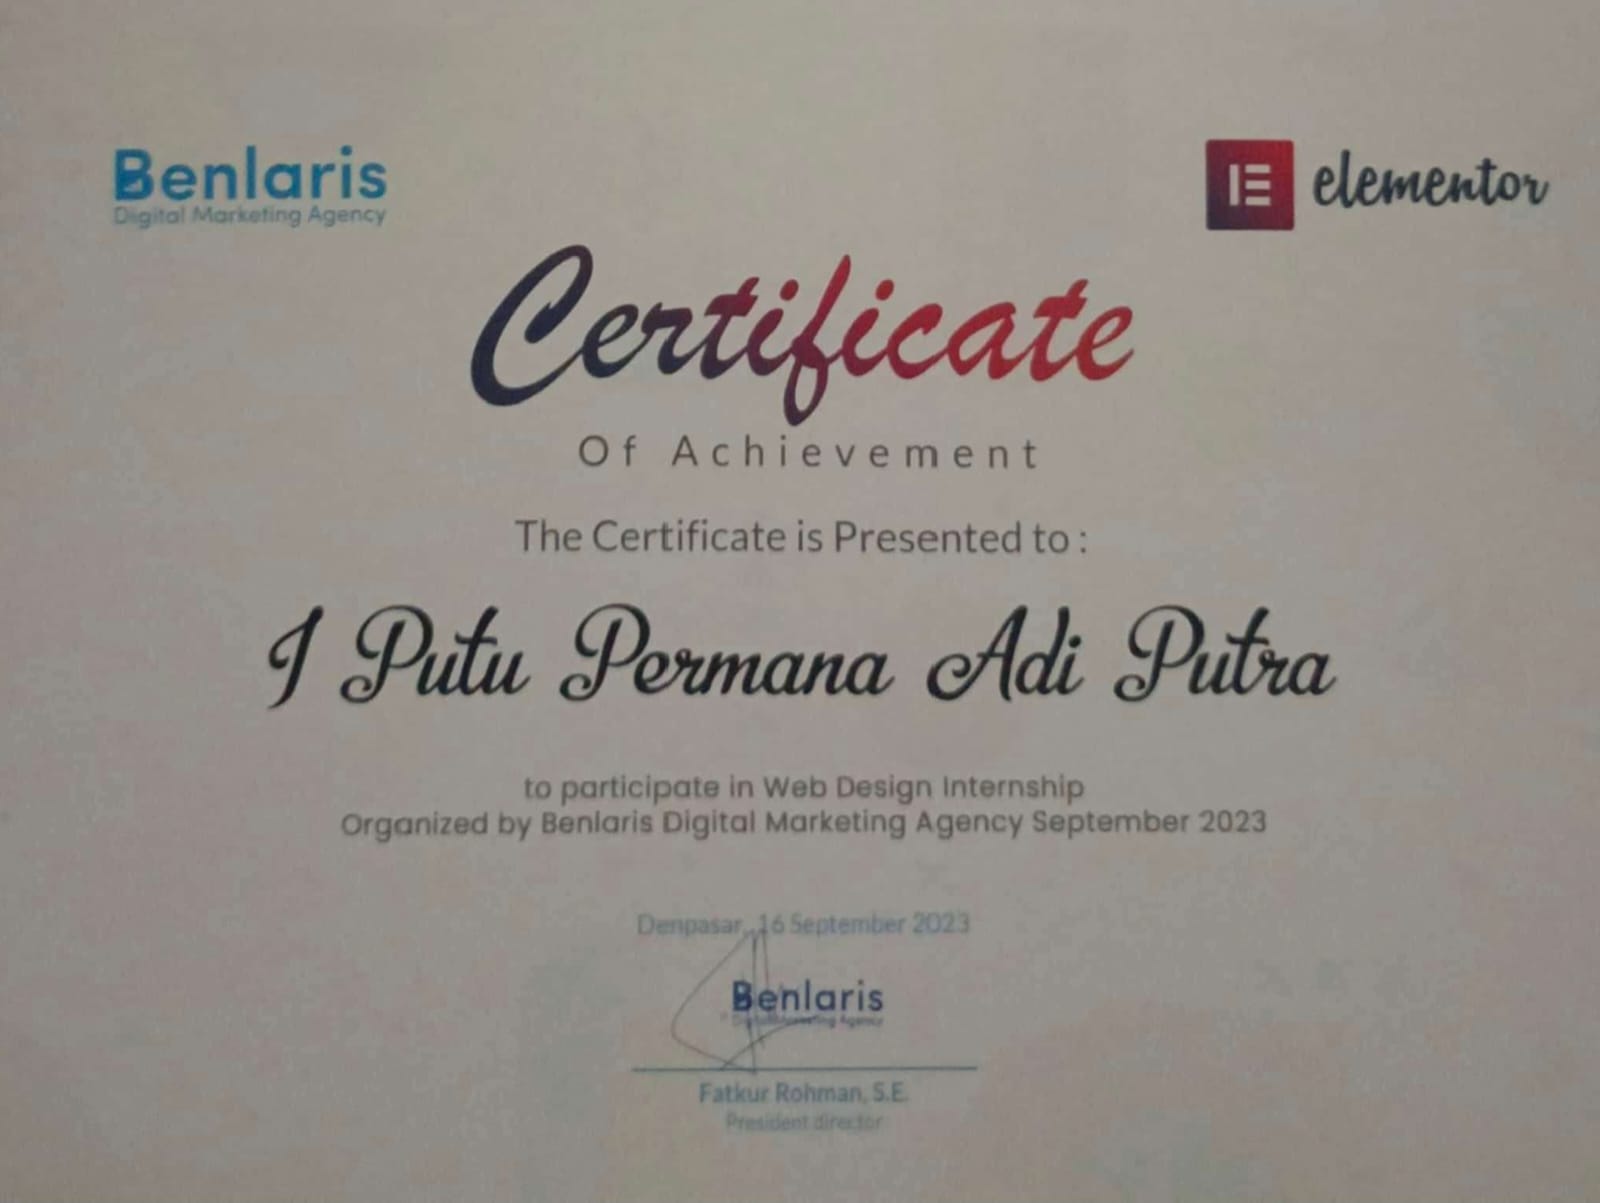 Benlaris
Digital Marketing Agency
elementor
Certificate
Of Achievement
The Certificate is Presented to :
I Putu Permana Adi Putra
to participate in Web Design Internship
Organized by Benlaris Digital Marketing Agency September 2023
Denpasar, 16 September 2023
Benlaris
Digital Marketing Agency
Fatkur Rohman, S.E.
President director